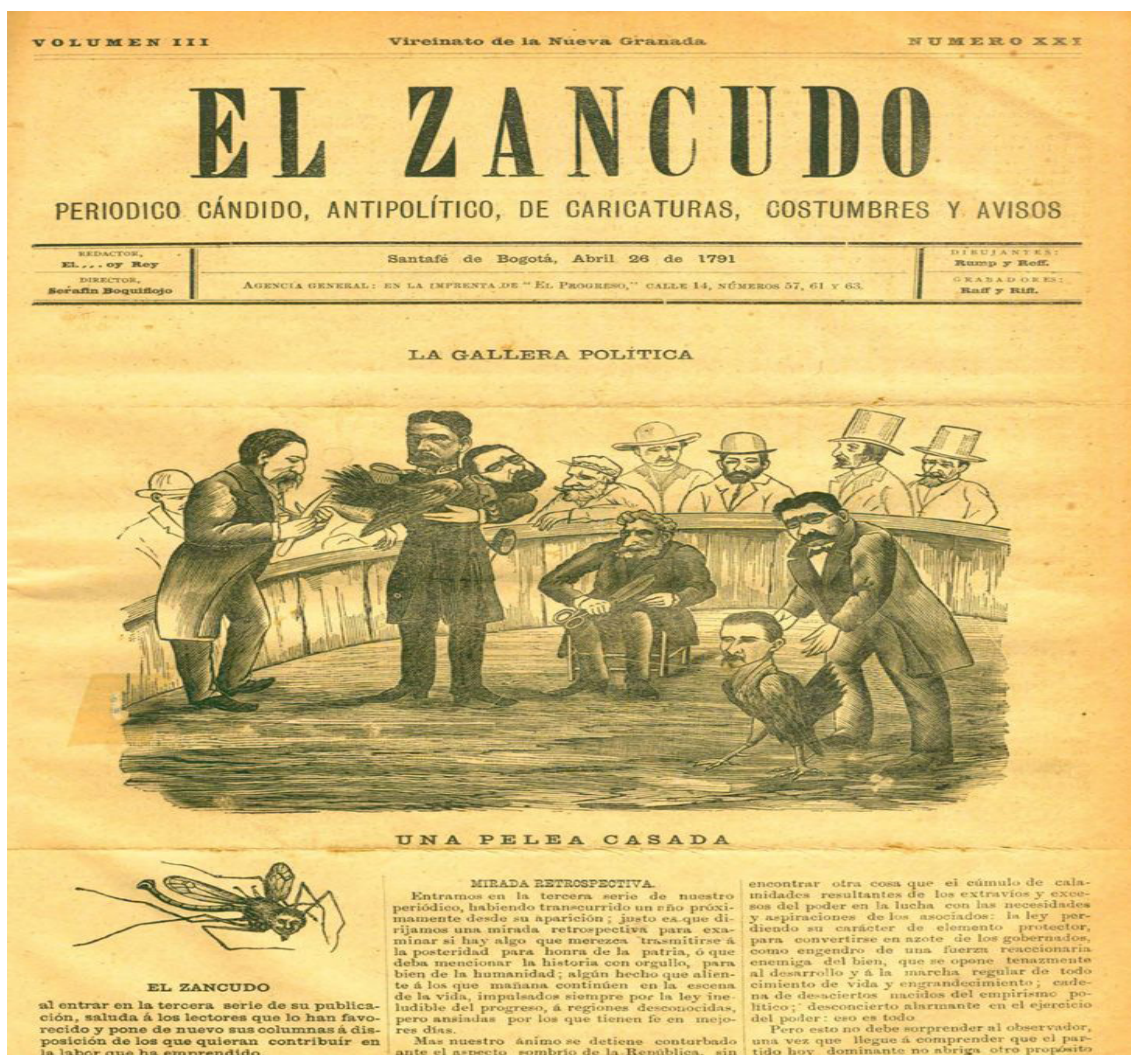 VOLUMEN III
Vireinato de la Nueva Granada
NUMERO XXI
EL ZANCUDO
PERIODICO CÁNDIDO, ANTIPOLÍTICO, DE CARICATURAS, COSTUMBRES Y AVISOS
REDACTOR,
El....oy Rey
DIRECTOR,
Serafín Boquiflojo
Santafé de Bogotá, Abril 26 de 1791
AGENCIA GENERAL: EN LA IMPRENTA DE "EL PROGRESO," CALLE 14, NÚMEROS 57, 61 Y 63.
DIBUJANTES:
Rump y Reff.
GRABADORES:
Raff y Riff.
LA GALLERA POLÍTICA
UNA PELEA CASADA
EL ZANCUDO
al entrar en la tercera serie de su publica-
ción, saluda á los lectores que lo han favo-
recido y pone de nuevo sus columnas á dis-
posición de los que quieran contribuir en
la labor que ha emprendido
MIRADA RETROSPECTIVA.
Entramos en la tercera serie de nuestro
periódico, habiendo transcurrido un año próxi-
mamente desde su aparición; justo es que di-
rijamos una mirada retrospectiva para exa-
minar si hay algo que merezca trasmitirse á
la posteridad para honra de la patria, ó que
deba mencionar la historia con orgullo, para
bien de la humanidad; algún hecho que alien-
te á los que mañana continúen en la escena
de la vida, impulsados siempre por la ley ine-
ludible del progreso, á regiones desconocidas,
pero ansiadas por los que tienen fe en mejo-
res días.
Mas nuestro ánimo se detiene conturbado
ante el aspecto sombrío de la República, sin
encontrar otra cosa que el cúmulo de cala-
midades resultantes de los extravíos y exce-
sos del poder en la lucha con las necesidades
y aspiraciones de los asociados: la ley per-
diendo su carácter de elemento protector,
para convertirse en azote de los gobernados,
como engendro de una fuerza reaccionaria
enemiga del bien, que se opone tenazmente
al desarrollo y á la marcha regular de todo
cimiento de vida y engrandecimiento; cade-
na de desaciertos nacidos del empirismo po-
lítico; desconcierto alarmante en el ejercicio
del poder: eso es todo
Pero esto no debe sorprender al observador,
una vez que llegue á comprender que el par-
tido hoy dominante no abriga otro propósito